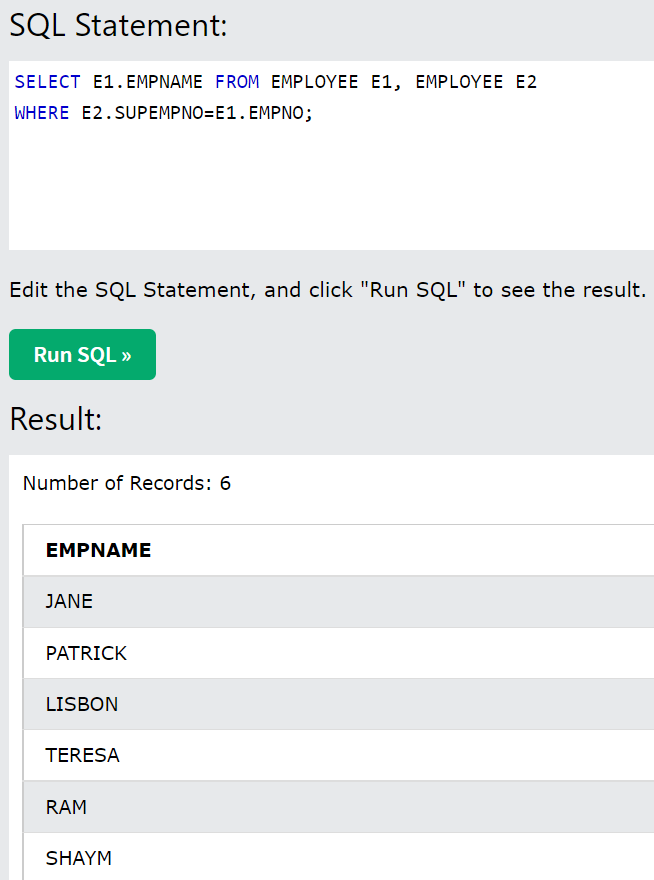 SQL Statement:
SELECT E1.EMPNAME FROM EMPLOYEE E1, EMPLOYEE E2
WHERE E2.SUPEMPNO=E1.EMPNO;
Edit the SQL Statement, and click "Run SQL" to see the result.
Run SQL »
Result:
Number of Records: 6
EMPNAME
JANE
PATRICK
LISBON
TERESA
RAM
SHAYM